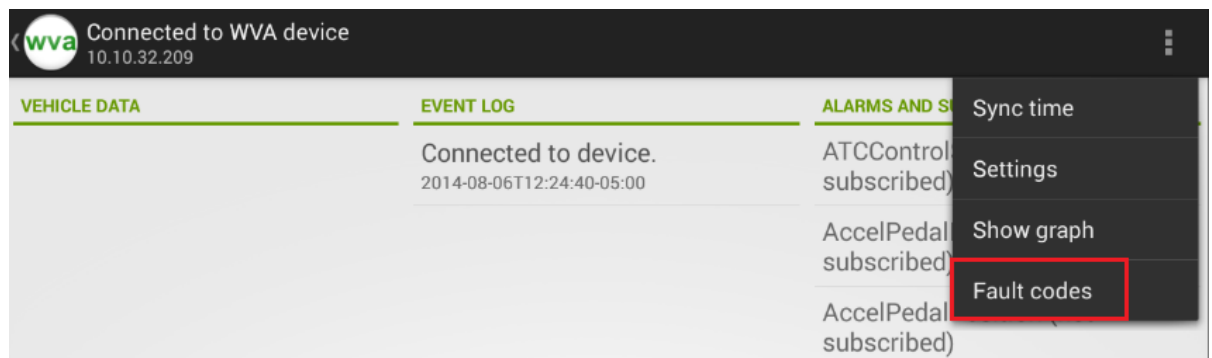 wva
Connected to WVA device
10.10.32.209
VEHICLE DATA
EVENT LOG
Connected to device.
2014-08-06T12:24:40-05:00
ALARMS AND
ATCControl
subscribed)
AccelPedal
subscribed)
AccelPedal
subscribed)
Sync time
Settings
Show graph
Fault codes